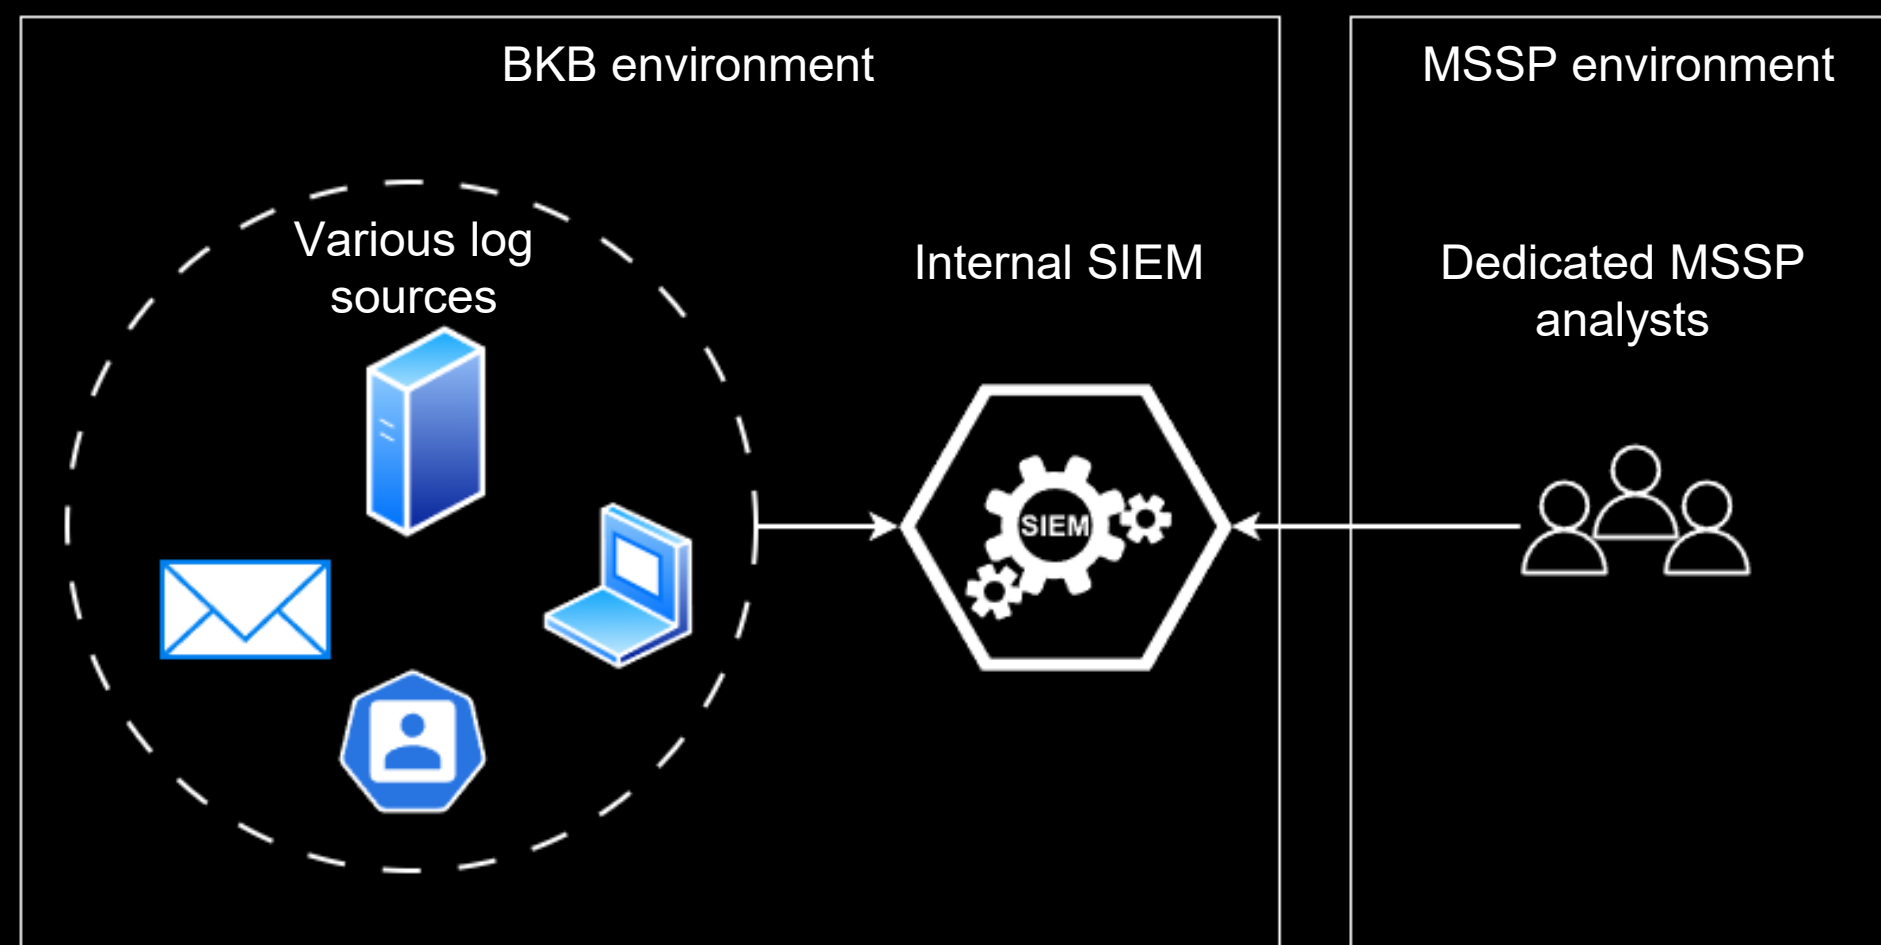 BKB environment
MSSP environment
Various log
sources
Internal SIEM
Dedicated MSSP
analysts
SIEM